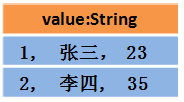 value:String
1, 张三, 23
2, 李四, 35